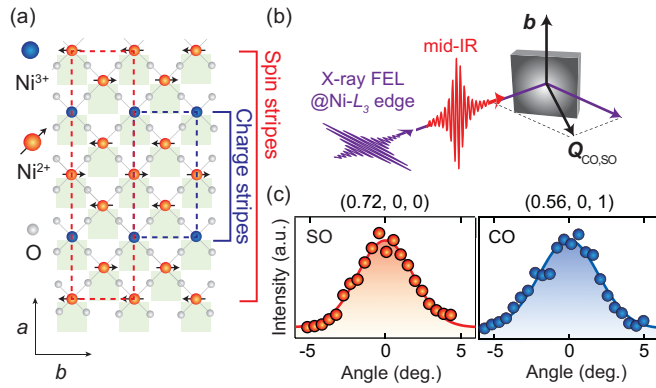 (a)
Ni3+
Ni2+
O
a
b
Spin stripes
Charge stripes
(b)
mid-IR
X-ray FEL
@Ni-L3 edge
b
QCO,SO
(c)
(0.72, 0, 0)
(0.56, 0, 1)
SO
CO
Intensity (a.u.)
-5
0
5
-5
0
5
Angle (deg.)
Angle (deg.)